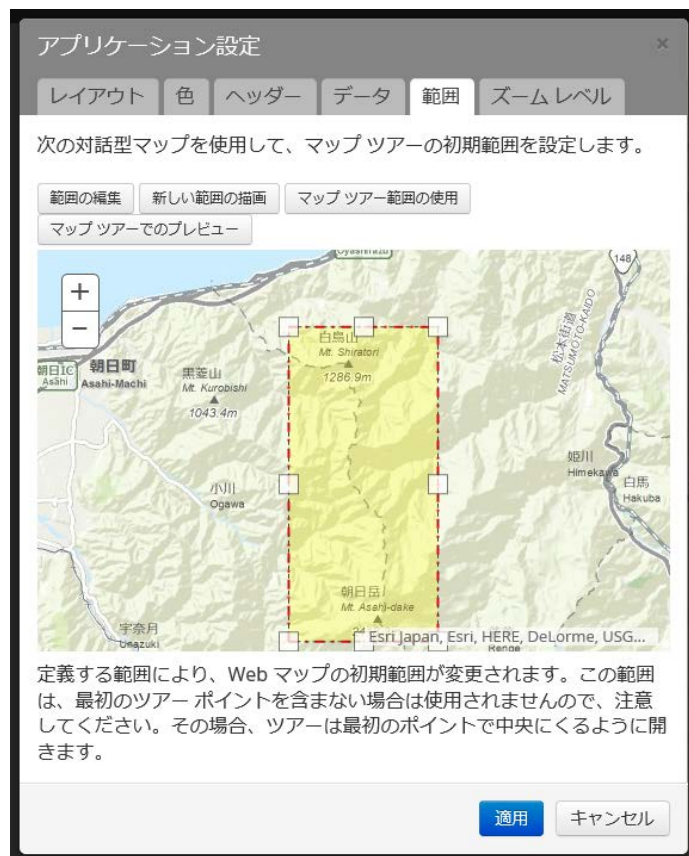 アプリケーション設定
×
レイアウト 色 ヘッダー データ 範囲 ズーム レベル
次の対話型マップを使用して、マップ ツアーの初期範囲を設定します。
範囲の編集 新しい範囲の描画 マップ ツアー範囲の使用
マップ ツアーでのプレビュー
148
+
−
白鳥山
Mt. Shiratori
1286.9m
松本街道
MATSUMOTO-KAIDO
朝日IC
Asahi
朝日町
Asahi-Machi
黒菱山
Mt. Kurobishi
1043.4m
姫川
Himekawa
白馬
Hakuba
小川
Ogawa
朝日岳
Mt. Asahi-dake
宇奈月
Unazuki
Esri Japan, Esri, HERE, DeLorme, USG...
定義する範囲により、Web マップの初期範囲が変更されます。この範囲
は、最初のツアー ポイントを含まない場合は使用されませんので、注意
してください。その場合、ツアーは最初のポイントで中央にくるように開
きます。
適用 キャンセル